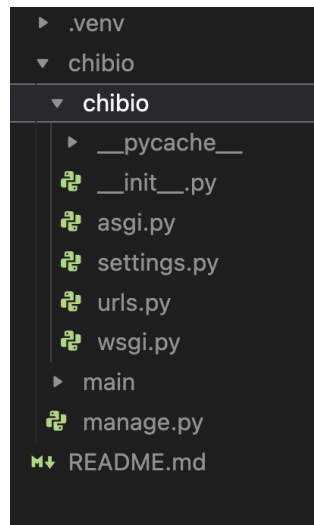 .venv
chibio
chibio
__pycache__
__init__.py
asgi.py
settings.py
urls.py
wsgi.py
main
manage.py
M README.md